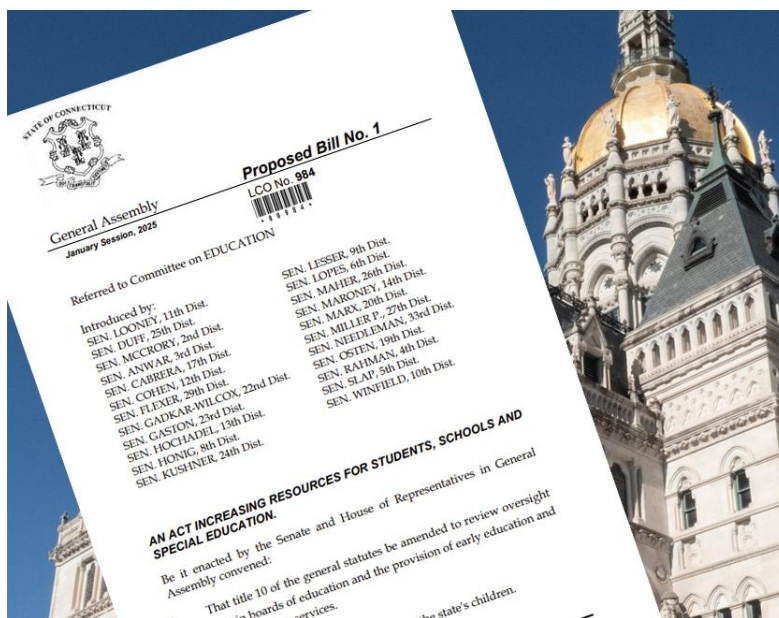 STATE OF CONNECTICUT
Proposed Bill No. 1
General Assembly
LCO No. 984
*00984*
January Session, 2025
Referred to Committee on EDUCATION
Introduced by:
SEN. LOONEY, 11th Dist.
SEN. DUFF, 25th Dist.
SEN. MCCRORY, 2nd Dist.
SEN. ANWAR, 3rd Dist.
SEN. CABRERA, 17th Dist.
SEN. COHEN, 12th Dist.
SEN. FLEXER, 29th Dist.
SEN. GADKAR-WILCOX, 22nd Dist.
SEN. GASTON, 23rd Dist.
SEN. HOCHADEL, 13th Dist.
SEN. HONIG, 8th Dist.
SEN. KUSHNER, 24th Dist.
SEN. LESSER, 9th Dist.
SEN. LOPES, 6th Dist.
SEN. MAHER, 26th Dist.
SEN. MARONEY, 14th Dist.
SEN. MARX, 20th Dist.
SEN. MILLER P., 27th Dist.
SEN. NEEDLEMAN, 33rd Dist.
SEN. OSTEN, 19th Dist.
SEN. RAHMAN, 4th Dist.
SEN. SLAP, 5th Dist.
SEN. WINFIELD, 10th Dist.
AN ACT INCREASING RESOURCES FOR STUDENTS, SCHOOLS AND
SPECIAL EDUCATION.
Be it enacted by the Senate and House of Representatives in General
Assembly convened:
That title 10 of the general statutes be amended to review oversight
in boards of education and the provision of early education and
services.
the state's children.